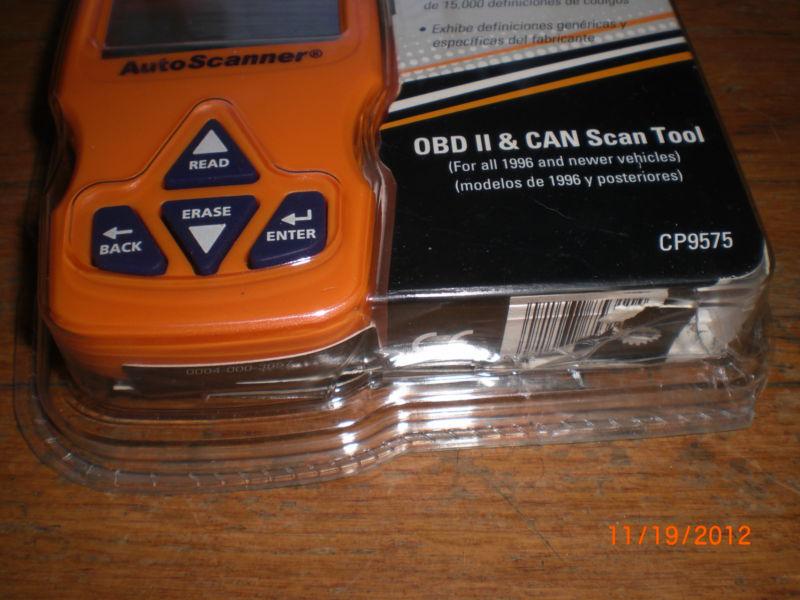 de 15,000 definiciones de códigos
• Exhibe definiciones genéricas y
específicas del fabricante
AutoScanner®
READ
ERASE
BACK
ENTER
OBD II & CAN Scan Tool
(For all 1996 and newer vehicles)
(modelos de 1996 y posteriores)
CP9575
CE
11/19/2012